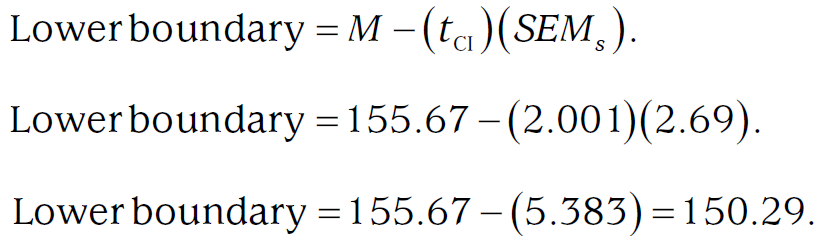 Lower boundary = M − (t_CI)(SEM_s).
Lower boundary = 155.67 − (2.001)(2.69).
Lower boundary = 155.67 − (5.383) = 150.29.